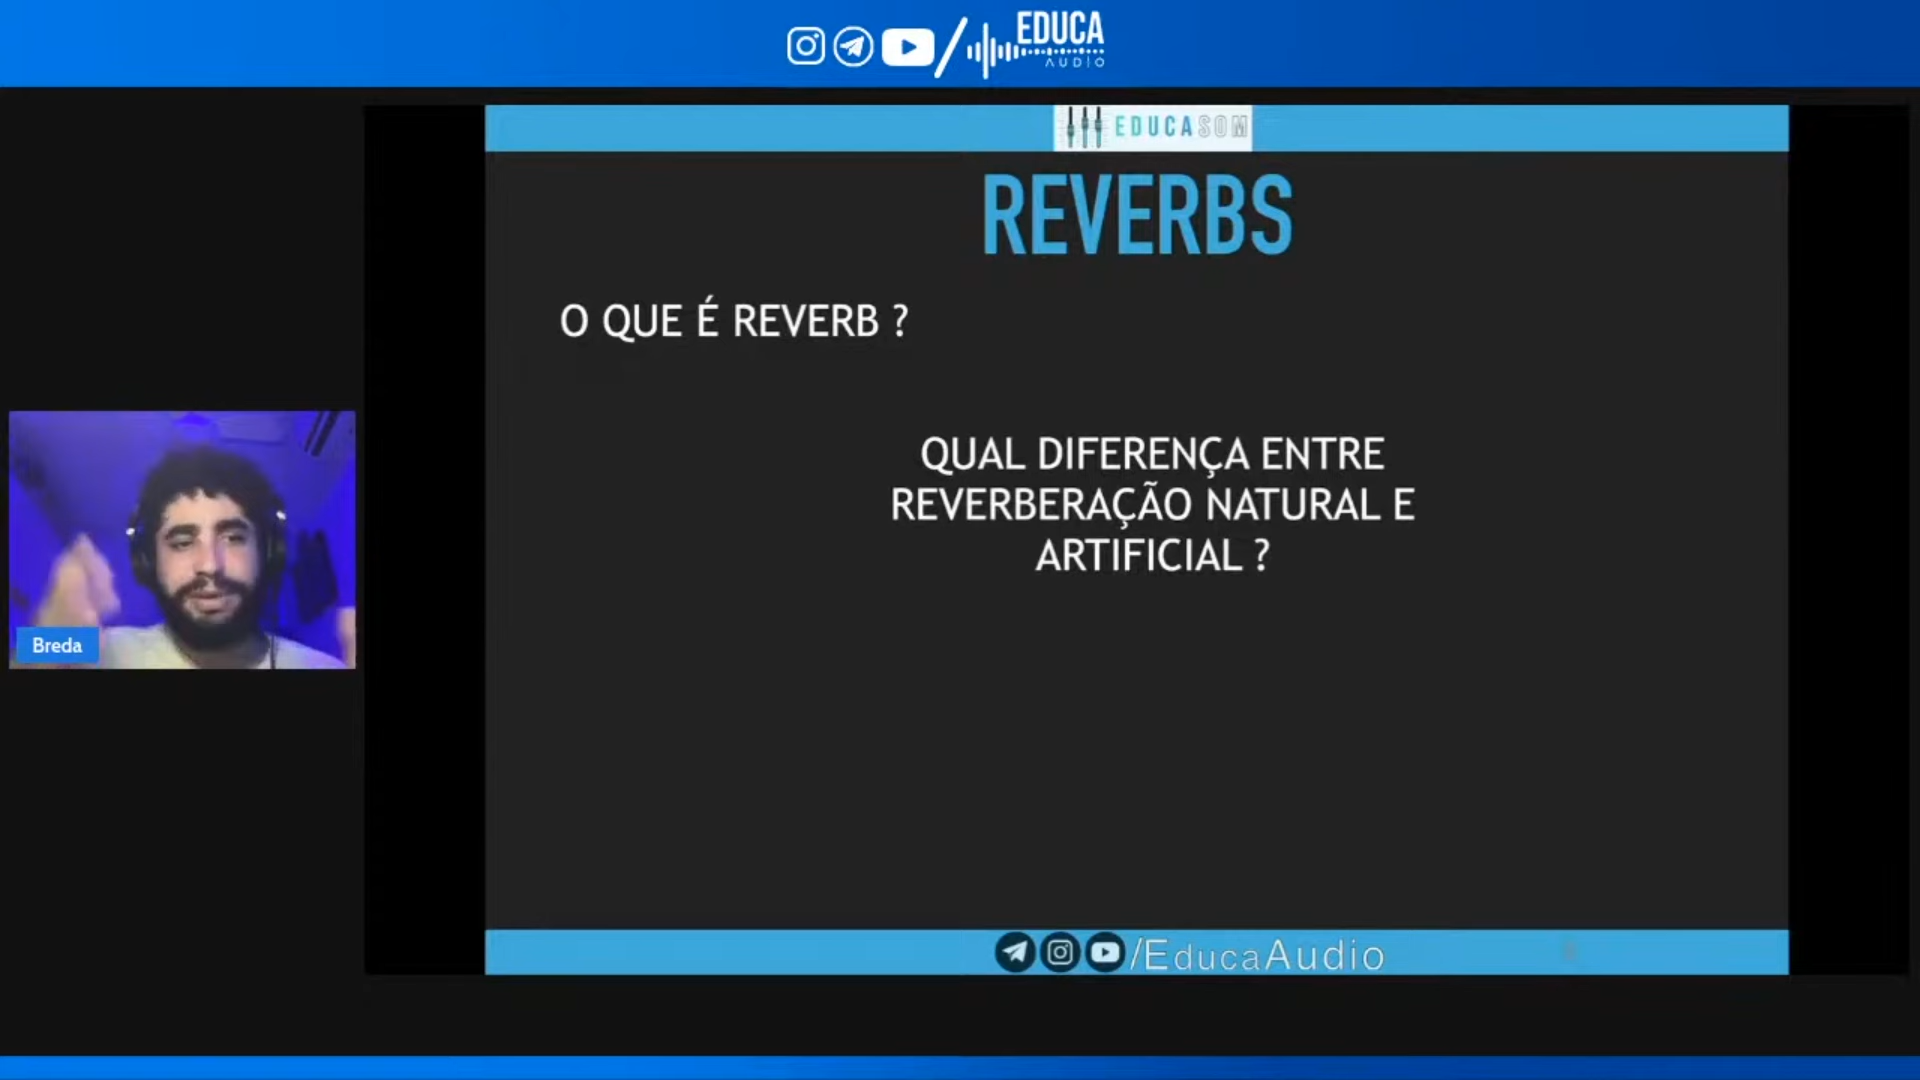 EDUCA
AUDIO
EDUCASOM
REVERBS
O QUE É REVERB ?
QUAL DIFERENÇA ENTRE
REVERBERAÇÃO NATURAL E
ARTIFICIAL ?
Breda
/EducaAudio